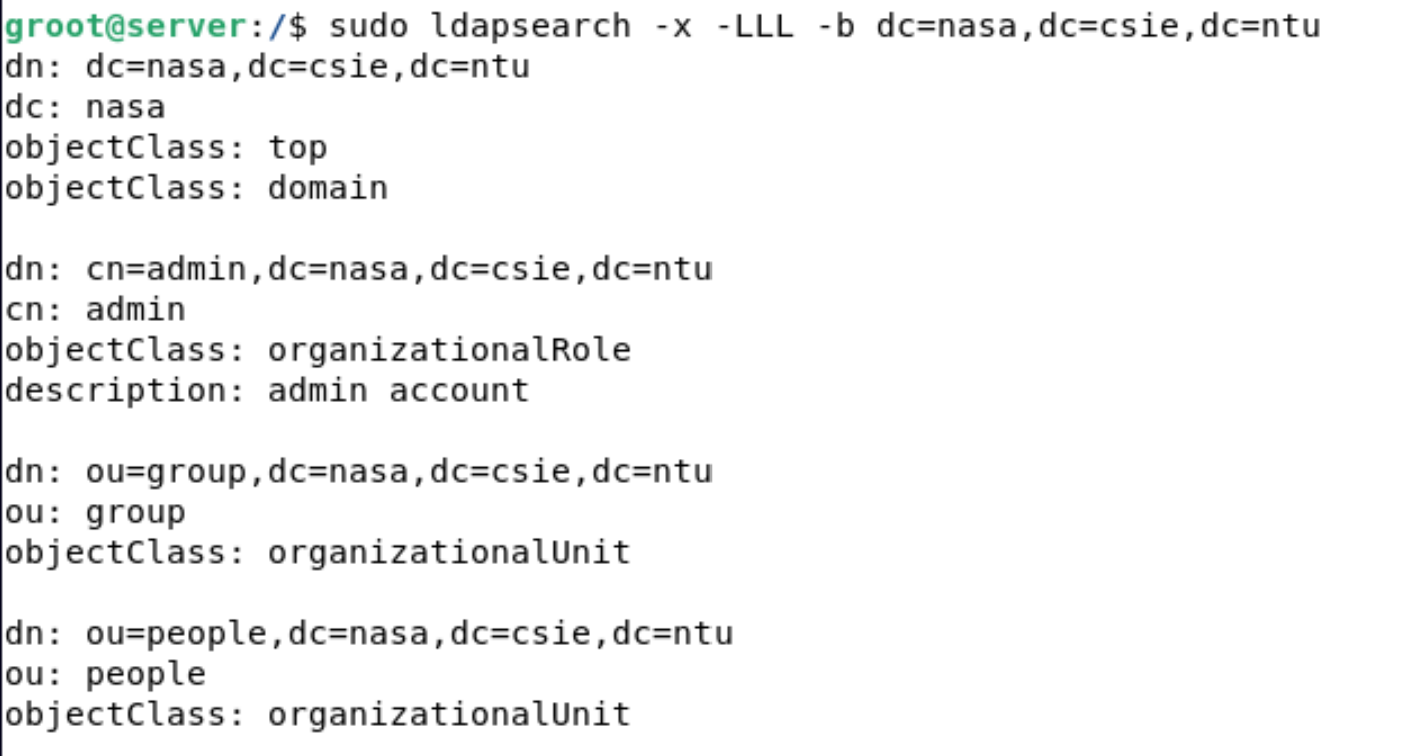 groot@server:/$ sudo ldapsearch -x -LLL -b dc=nasa,dc=csie,dc=ntu
dn: dc=nasa,dc=csie,dc=ntu
dc: nasa
objectClass: top
objectClass: domain

dn: cn=admin,dc=nasa,dc=csie,dc=ntu
cn: admin
objectClass: organizationalRole
description: admin account

dn: ou=group,dc=nasa,dc=csie,dc=ntu
ou: group
objectClass: organizationalUnit

dn: ou=people,dc=nasa,dc=csie,dc=ntu
ou: people
objectClass: organizationalUnit